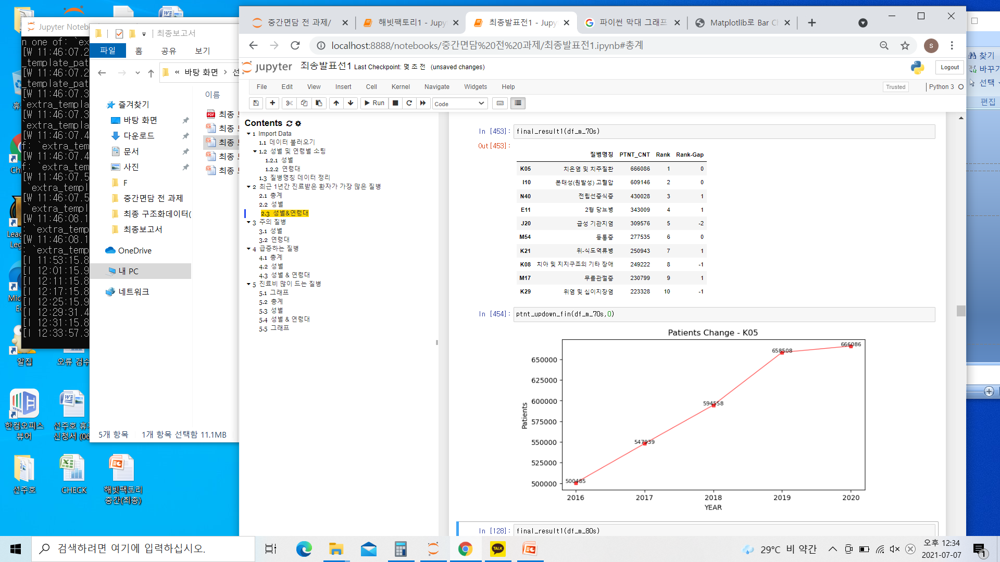 Jupyter Noteb
n one of: `ex
[W 11:46:07.2
_template_pat
[W 11:46:07.2
_template_pat
[W 11:46:07.3
`extra_templa
[W 11:46:07.3
`extra_templa
[W 11:46:07.4
f: `extra_tem
[W 11:46:07.4
f: `extra_tem
[W 11:46:07.5
`extra_templ
[W 11:46:07.5
`extra_templ
[W 11:46:08.1
: `extra_temp
[W 11:46:08.1
: `extra_temp
[I 11:53:15.8
[I 12:01:15.9
[I 12:11:15.8
[I 12:17:15.8
[I 12:25:15.9
[I 12:29:31.4
[I 12:31:15.8
[I 12:33:57.3
알집
오류 검수
한컴오피스
뷰어
선주호 휴가
신청서 (06
선주호
CHECK
해빗팩토리
중간(최종)
최종보고서
파일 홈 공유 보기
« 바탕 화면 › 선
이름
즐겨찾기
바탕 화면
다운로드
문서
사진
F
중간면담 전 과제
최종 구조화데이터(
최종보고서
OneDrive
내 PC
네트워크
PDF 최종 보
최종
최종
최종
최종
5개 항목 1개 항목 선택함 11.1MB
중간면담 전 과제/
해빗팩토리1 - Jupy
최종발표전1 - Jupy
파이썬 막대 그래프
Matplotlib로 Bar C
localhost:8888/notebooks/중간면담%20전%20과제/최종발표전1.ipynb#총계
s
jupyter 최종발표전1 Last Checkpoint: 몇 초 전 (unsaved changes)
Logout
File Edit View Insert Cell Kernel Navigate Widgets Help
Trusted Python 3
Run
Code
Contents
1 Import Data
1.1 데이터 불러오기
1.2 성별 및 연령별 소팅
1.2.1 성별
1.2.2 연령대
1.3 질병명칭 데이터 정리
2 최근 1년간 진료받은 환자가 가장 많은 질병
2.1 총계
2.2 성별
2.3 성별&연령대
3 주의 질병
3.1 성별
3.2 연령대
4 급증하는 질병
4.1 총계
4.2 성별
4.3 성별 & 연령대
5 진료비 많이 드는 질병
5.1 그래프
5.2 총계
5.3 성별
5.4 성별 & 연령대
5.5 그래프
In [453]: final_result1(df_m_70s)
Out[453]:
질병명칭 PTNT_CNT Rank Rank-Gap
K05 치은염 및 치주질환 666086 1 0
I10 본태성(원발성) 고혈압 609146 2 0
N40 전립선증식증 430028 3 1
E11 2형 당뇨병 343009 4 1
J20 급성 기관지염 309576 5 -2
M54 등통증 277535 6 0
K21 위-식도역류병 250943 7 1
K08 치아 및 지지구조의 기타 장애 249222 8 -1
M17 무릎관절증 230799 9 1
K29 위염 및 십이지장염 223328 10 -1
In [454]: ptnt_updown_fin(df_m_70s,0)
Patients Change - K05
Patients
650000
625000
600000
575000
550000
525000
500000
500485
547939
594558
658508
666086
2016 2017 2018 2019 2020
YEAR
In [128]: final_result1(df_m_80s)
찾기
바꾸기
선택
편집
검색하려면 여기에 입력하십시오.
TALK
29°C 비 약간
오후 12:34
2021-07-07
1